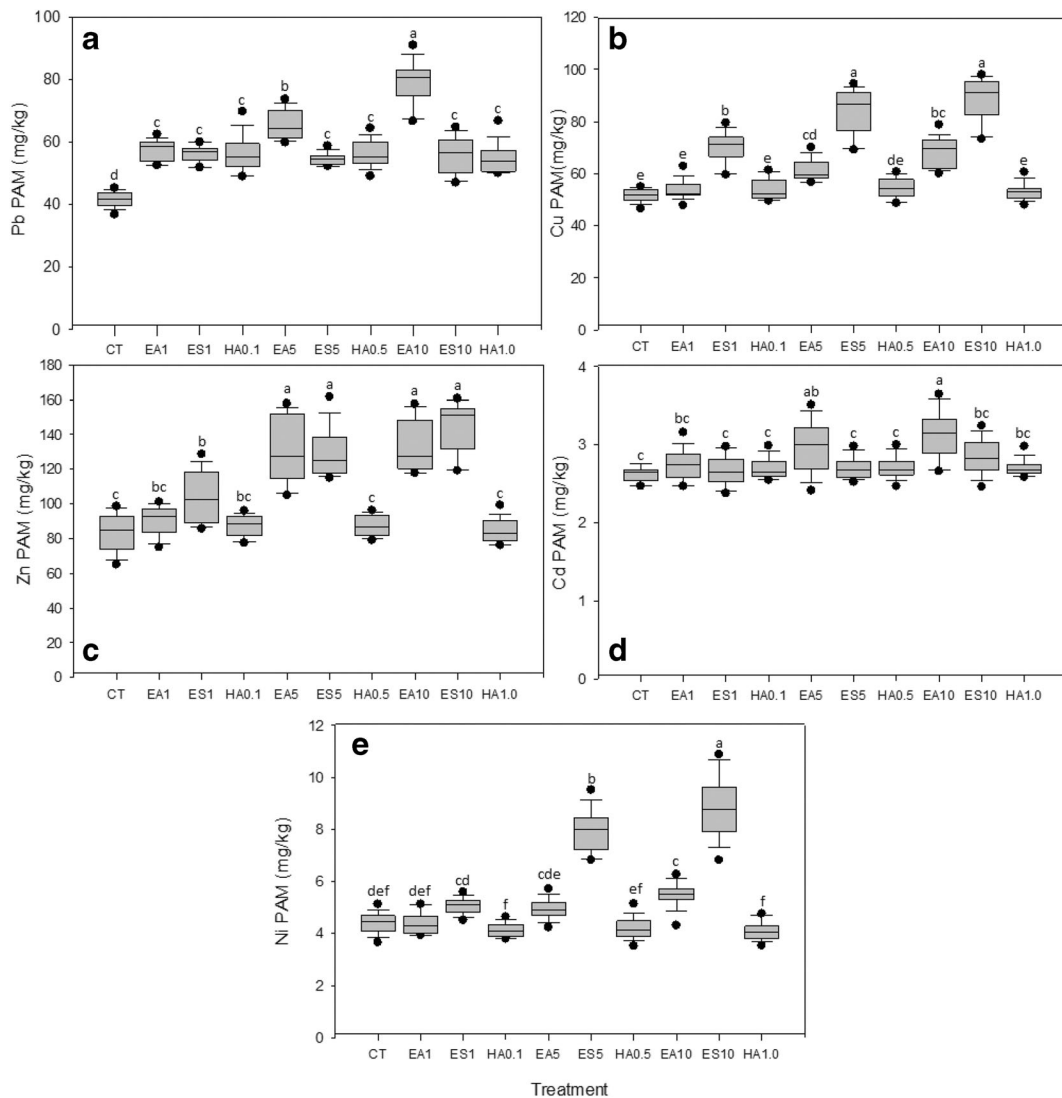 a
Pb PAM (mg/kg)
100
80
60
40
20
0
d c c c b c c a c c
CT EA1 ES1 HA0.1 EA5 ES5 HA0.5 EA10 ES10 HA1.0
b
Cu PAM(mg/kg)
120
100
80
60
40
20
0
e e b e cd a de bc a e
CT EA1 ES1 HA0.1 EA5 ES5 HA0.5 EA10 ES10 HA1.0
c
Zn PAM (mg/kg)
180
160
140
120
100
80
60
40
20
0
c bc b bc a a c a a c
CT EA1 ES1 HA0.1 EA5 ES5 HA0.5 EA10 ES10 HA1.0
d
Cd PAM (mg/kg)
4
3
2
1
0
c bc c c ab c c a bc bc
CT EA1 ES1 HA0.1 EA5 ES5 HA0.5 EA10 ES10 HA1.0
e
Ni PAM (mg/kg)
12
10
8
6
4
2
0
def def cd f cde b ef c a f
CT EA1 ES1 HA0.1 EA5 ES5 HA0.5 EA10 ES10 HA1.0
Treatment